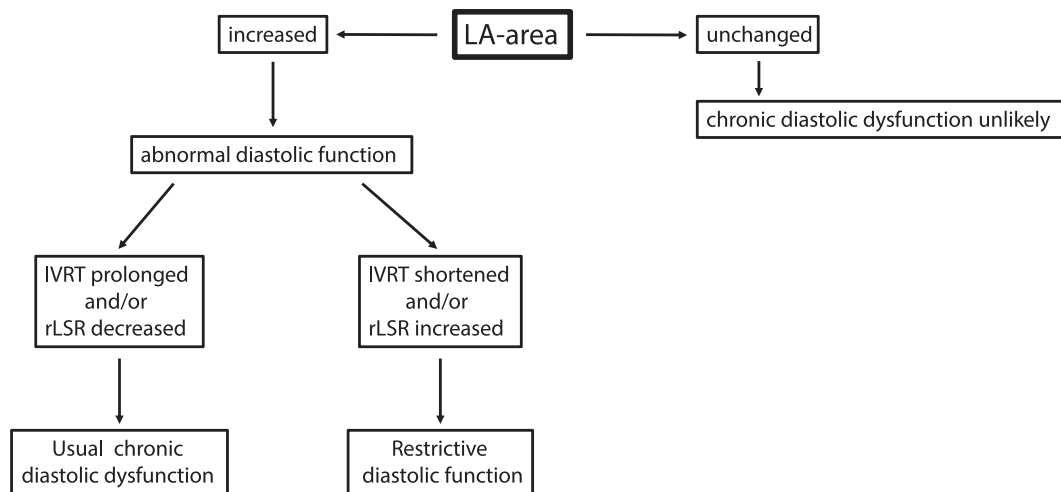 increased
LA-area
unchanged
chronic diastolic dysfunction unlikely
abnormal diastolic function
IVRT prolonged
and/or
rLSR decreased
IVRT shortened
and/or
rLSR increased
Usual chronic
diastolic dysfunction
Restrictive
diastolic function